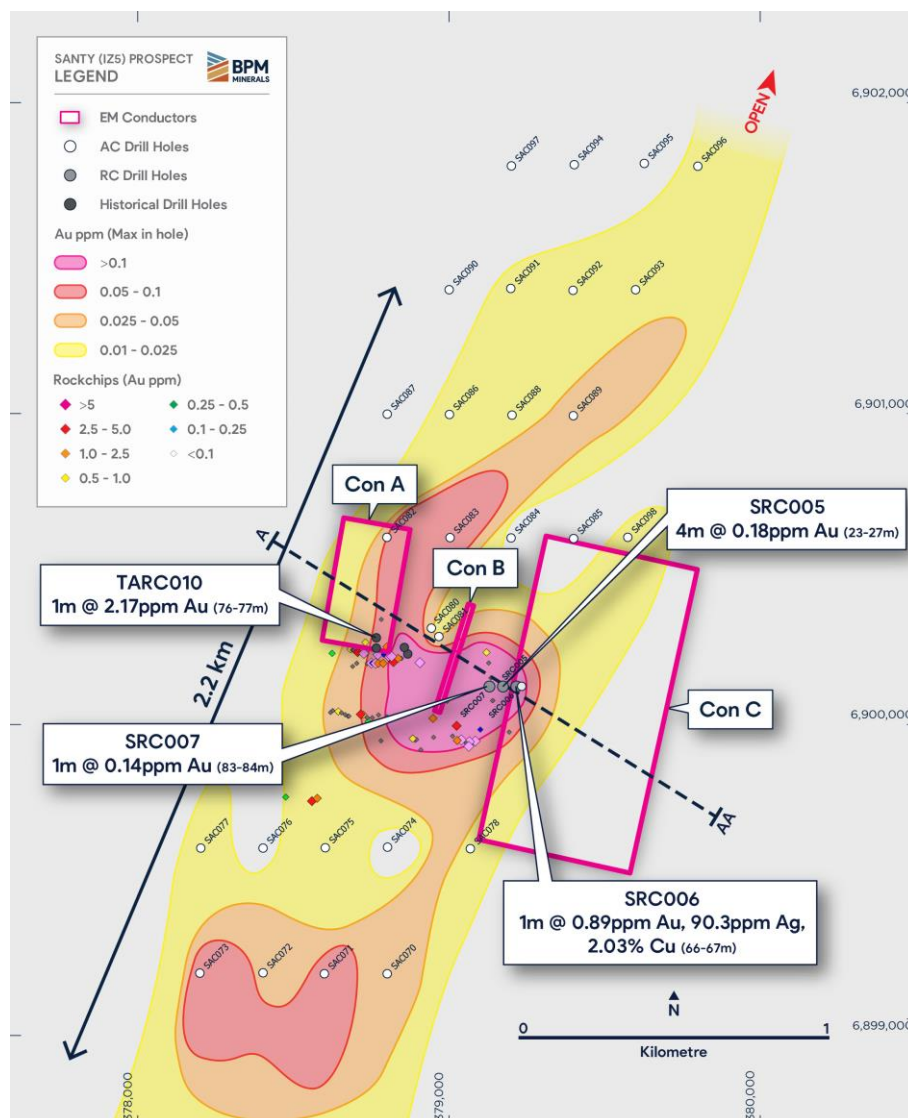 SANTY (IZ5) PROSPECT
LEGEND
BPM
MINERALS
EM Conductors
AC Drill Holes
RC Drill Holes
Historical Drill Holes
Au ppm (Max in hole)
>0.1
0.05 - 0.1
0.025 - 0.05
0.01 - 0.025
Rockchips (Au ppm)
>5
0.25 - 0.5
2.5 - 5.0
0.1 - 0.25
1.0 - 2.5
<0.1
0.5 - 1.0
6,902,000
OPEN
SAC097
SAC094
SAC095
SAC096
SAC090
SAC091
SAC092
SAC093
SAC087
SAC086
SAC088
SAC089
6,901,000
Con A
SAC082
SAC083
SAC084
SAC085
SAC098
SRC005
4m @ 0.18ppm Au (23-27m)
A
Con B
TARC010
1m @ 2.17ppm Au (76-77m)
SAC080
SAC081
2.2 km
SRC005
SRC007
SRC006
6,900,000
Con C
SRC007
1m @ 0.14ppm Au (83-84m)
AA
SAC077
SAC076
SAC075
SAC074
SAC078
SRC006
1m @ 0.89ppm Au, 90.3ppm Ag,
2.03% Cu (66-67m)
SAC073
SAC072
SAC071
SAC070
N
0
1
Kilometre
6,899,000
378,000
379,000
380,000